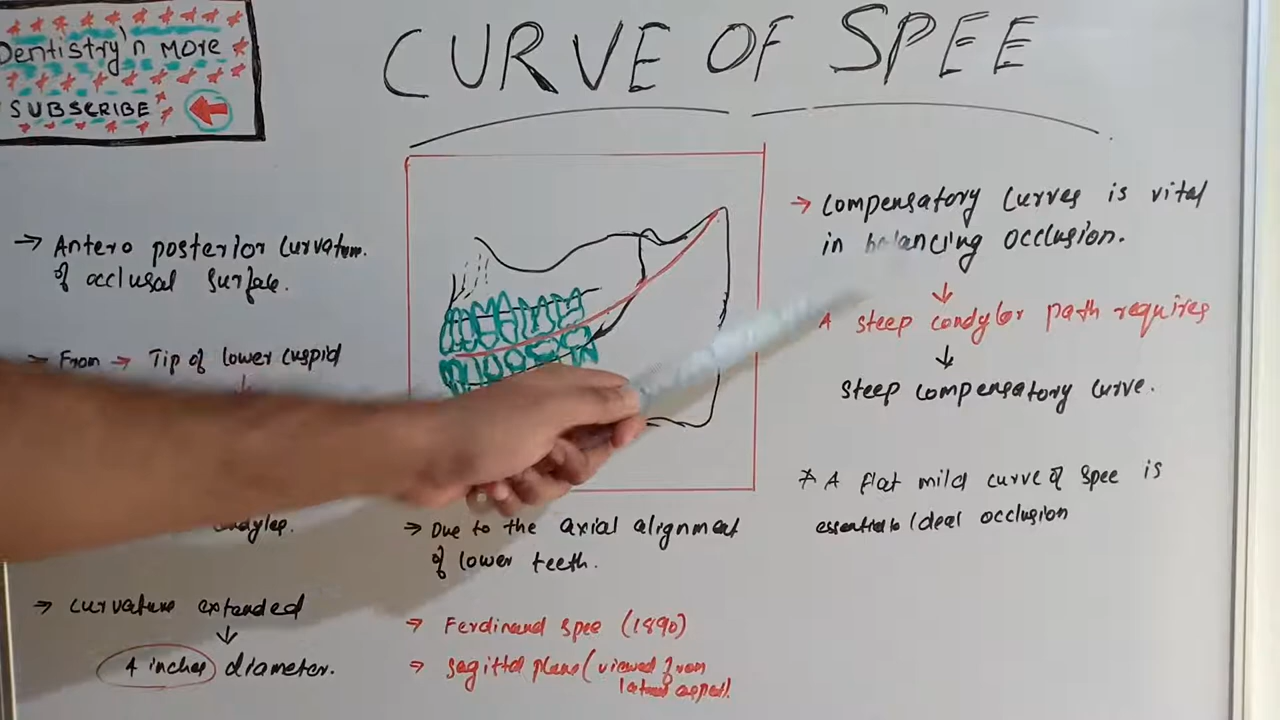 Dentistry'n MORE
SUBSCRIBE
CURVE OF SPEE
→ Antero posterior curvature.
of occlusal surface.
→ From → Tip of lower cuspid
→ curvature extended
↓
4 inches diameter.
→ Due to the axial alignment
of lower teeth.
→ Ferdinand spee (1890)
→ Sagittal plane (viewed from
lateral aspect).
→ Compensatory curves is vital
in balancing occlusion.
↓
A steep condylar path requires
↓
steep compensatory curve.
* A flat mild curve of spee is
essential to ideal occlusion